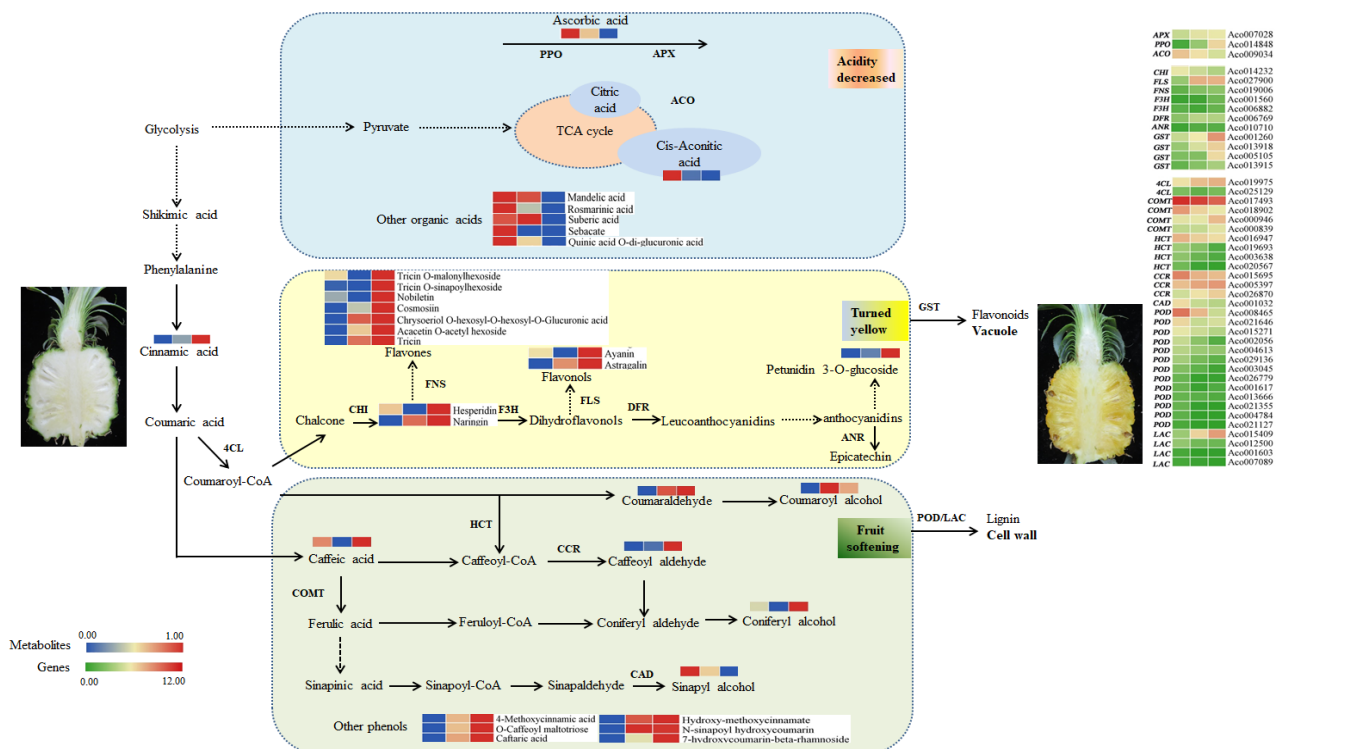 Ascorbic acid
PPO
APX
Acidity
decreased
Citric
acid
ACO
TCA cycle
Cis-Aconitic
acid
Glycolysis
Pyruvate
Shikimic acid
Phenylalanine
Cinnamic acid
Coumaric acid
4CL
Coumaroyl-CoA
Other organic acids
Mandelic acid
Rosmarinic acid
Suberic acid
Sebacate
Quinic acid O-di-glucuronic acid
Tricin O-malonylhexoside
Tricin O-sinapoylhexoside
Nobiletin
Cosmosiin
Chrysoeriol O-hexosyl-O-hexosyl-O-Glucuronic acid
Acacetin O-acetyl hexoside
Tricin
Flavones
FNS
Ayanin
Astragalin
Flavonols
FLS
Turned
yellow
GST
Flavonoids
Vacuole
Petunidin 3-O-glucoside
Chalcone
CHI
Hesperidin
Naringin
F3H
Dihydroflavonols
DFR
Leucoanthocyanidins
anthocyanidins
ANR
Epicatechin
Coumaraldehyde
Coumaroyl alcohol
HCT
Fruit
softening
POD/LAC
Lignin
Cell wall
Caffeic acid
Caffeoyl-CoA
CCR
Caffeoyl aldehyde
COMT
Ferulic acid
Feruloyl-CoA
Coniferyl aldehyde
Coniferyl alcohol
Sinapinic acid
Sinapoyl-CoA
Sinapaldehyde
CAD
Sinapyl alcohol
Other phenols
4-Methoxycinnamic acid
O-Caffeoyl maltotriose
Caftaric acid
Hydroxy-methoxycinnamate
N-sinapoyl hydroxycoumarin
7-hydroxycoumarin-beta-rhamnoside
Metabolites
0.00 1.00
Genes
0.00 12.00
APX Aco007028
PPO Aco014848
ACO Aco009034
CHI Aco014232
FLS Aco027900
FNS Aco019006
F3H Aco001560
F3H Aco006882
DFR Aco006769
ANR Aco010710
GST Aco001260
GST Aco013918
GST Aco005105
GST Aco013915
4CL Aco019975
4CL Aco025129
COMT Aco017493
COMT Aco018902
COMT Aco000946
COMT Aco000839
HCT Aco016947
HCT Aco019693
HCT Aco003638
HCT Aco020567
CCR Aco015695
CCR Aco005397
CCR Aco026870
CAD Aco001032
POD Aco008465
POD Aco021646
POD Aco015271
POD Aco002056
POD Aco004613
POD Aco029136
POD Aco003045
POD Aco026779
POD Aco001617
POD Aco013666
POD Aco021355
POD Aco004784
POD Aco021127
LAC Aco015409
LAC Aco012500
LAC Aco001603
LAC Aco007089